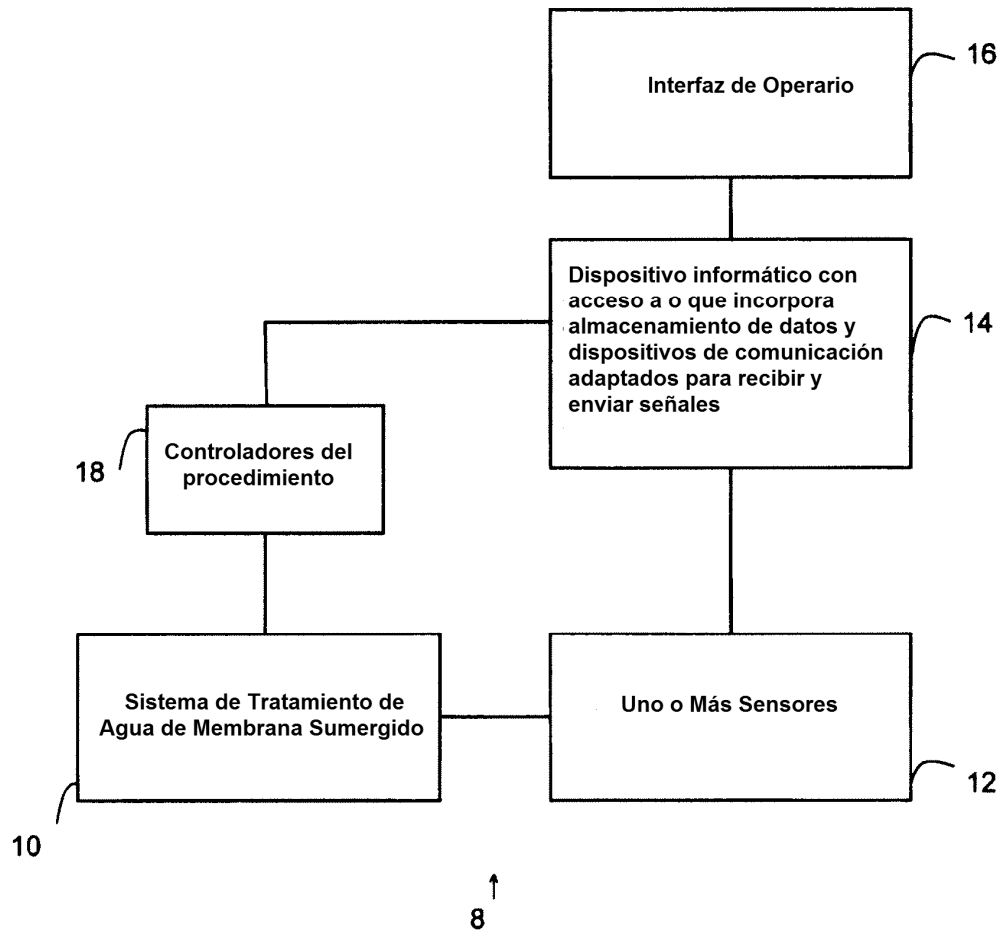 16
Interfaz de Operario
Dispositivo informático con
acceso a o que incorpora
almacenamiento de datos y
dispositivos de comunicación
adaptados para recibir y
enviar señales
14
18
Controladores del
procedimiento
Sistema de Tratamiento de
Agua de Membrana Sumergido
Uno o Más Sensores
12
10
8